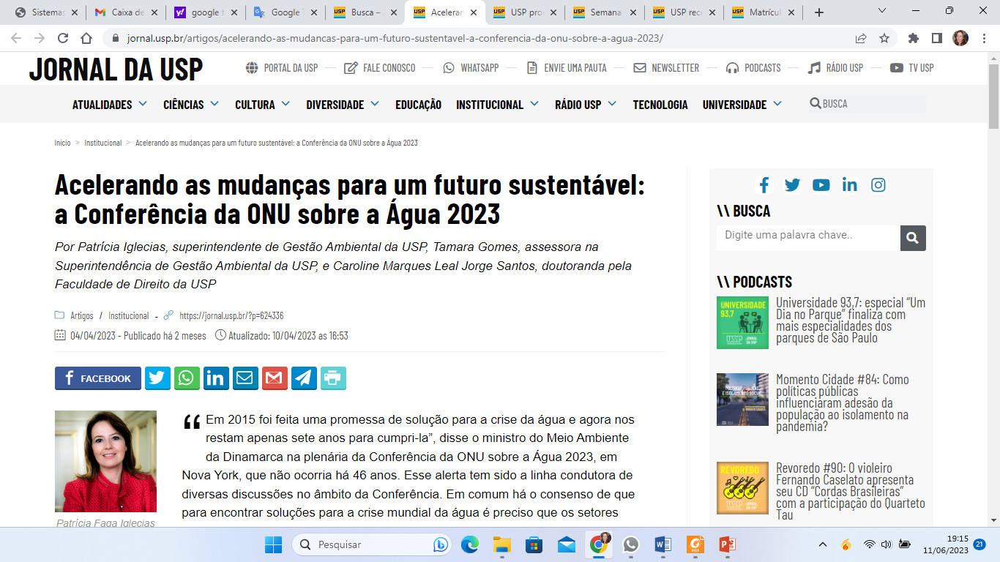 Sistemas
Caixa de
google t
Google T
Busca –
Aceleran
USP pro
Semana
USP rece
Matrícul
jornal.usp.br/artigos/acelerando-as-mudancas-para-um-futuro-sustentavel-a-conferencia-da-onu-sobre-a-agua-2023/
JORNAL DA USP
PORTAL DA USP
FALE CONOSCO
WHATSAPP
ENVIE UMA PAUTA
NEWSLETTER
PODCASTS
RÁDIO USP
TV USP
ATUALIDADES
CIÊNCIAS
CULTURA
DIVERSIDADE
EDUCAÇÃO
INSTITUCIONAL
RÁDIO USP
TECNOLOGIA
UNIVERSIDADE
BUSCA
Início > Institucional > Acelerando as mudanças para um futuro sustentável: a Conferência da ONU sobre a Água 2023
Acelerando as mudanças para um futuro sustentável:
a Conferência da ONU sobre a Água 2023
Por Patrícia Iglecias, superintendente de Gestão Ambiental da USP, Tamara Gomes, assessora na
Superintendência de Gestão Ambiental da USP, e Caroline Marques Leal Jorge Santos, doutoranda pela
Faculdade de Direito da USP
Artigos / Institucional - https://jornal.usp.br/?p=624336
04/04/2023 - Publicado há 2 meses Atualizado: 10/04/2023 as 16:53
FACEBOOK
“ Em 2015 foi feita uma promessa de solução para a crise da água e agora nos
restam apenas sete anos para cumpri-la”, disse o ministro do Meio Ambiente
da Dinamarca na plenária da Conferência da ONU sobre a Água 2023, em
Nova York, que não ocorria há 46 anos. Esse alerta tem sido a linha condutora de
diversas discussões no âmbito da Conferência. Em comum há o consenso de que
para encontrar soluções para a crise mundial da água é preciso que os setores
Patrícia Faga Iglecias
\\ BUSCA
Digite uma palavra chave..
\\ PODCASTS
UNIVERSIDADE
93,7
USP JORNAL
DA USP
Universidade 93,7: especial “Um
Dia no Parque” finaliza com
mais especialidades dos
parques de São Paulo
Momento Cidade #84: Como
políticas públicas
influenciaram adesão da
população ao isolamento na
pandemia?
REVOREDO
USP JORNAL
DA USP
Revoredo #90: O violeiro
Fernando Caselato apresenta
seu CD “Cordas Brasileiras”
com a participação do Quarteto
Tau
Pesquisar
19:15
11/06/2023
21